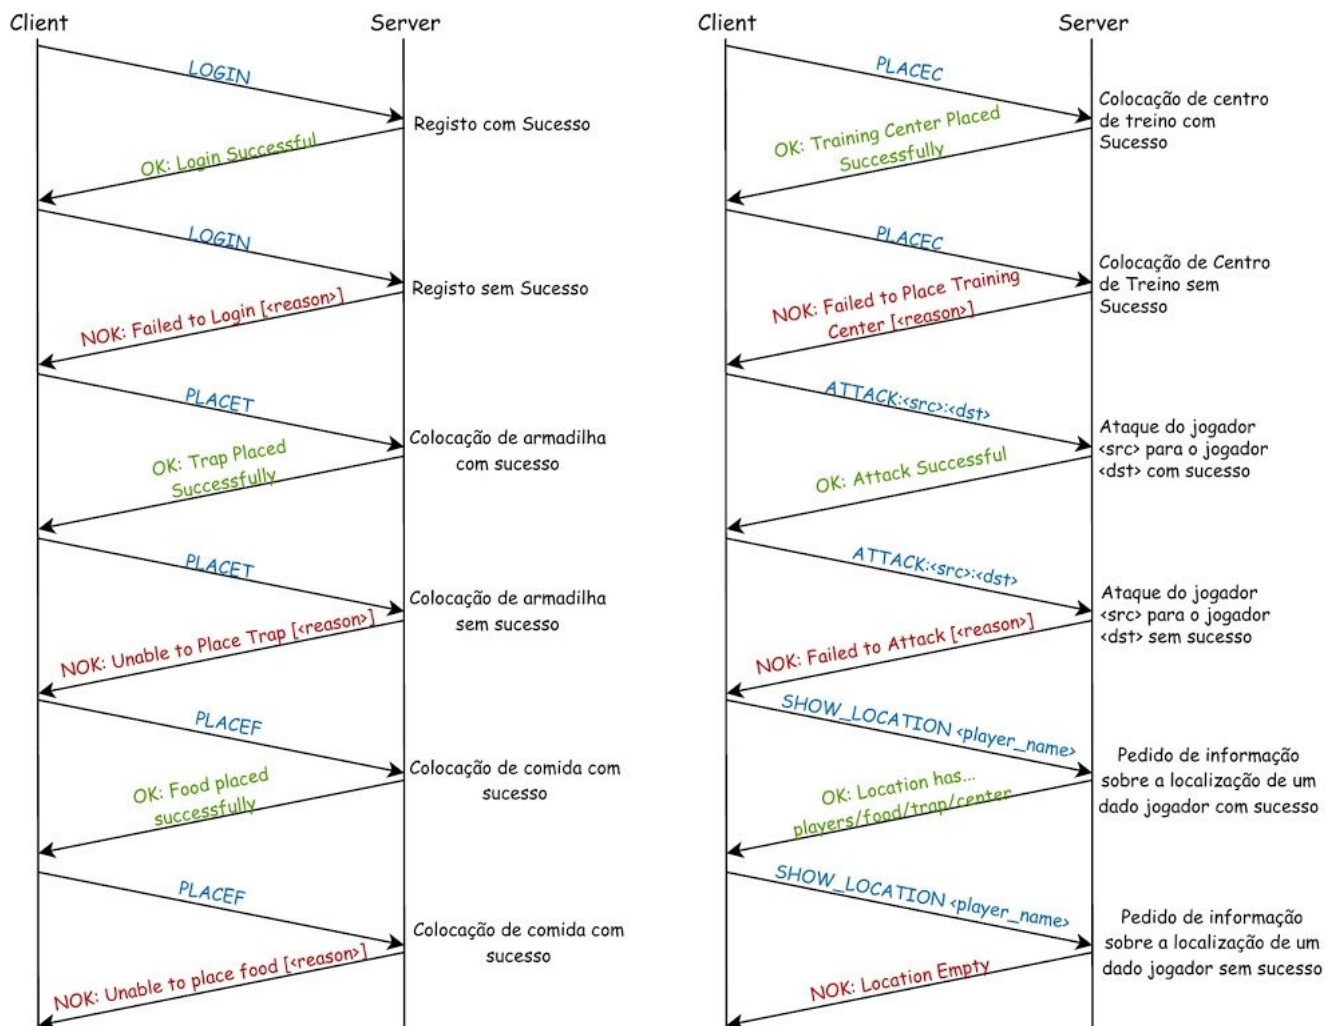 Client
Server
LOGIN
Registo com Sucesso
OK: Login Successful
LOGIN
Registo sem Sucesso
NOK: Failed to Login [<reason>]
PLACET
Colocação de armadilha
com sucesso
OK: Trap Placed
Successfully
PLACET
Colocação de armadilha
sem sucesso
NOK: Unable to Place Trap [<reason>]
PLACEF
Colocação de comida com
sucesso
OK: Food placed
successfully
PLACEF
Colocação de comida com
sucesso
NOK: Unable to place food [<reason>]
Client
Server
PLACEC
Colocação de centro
de treino com
Sucesso
OK: Training Center Placed
Successfully
PLACEC
Colocação de Centro
de Treino sem
Sucesso
NOK: Failed to Place Training
Center [<reason>]
ATTACK:<src>:<dst>
Ataque do jogador
<src> para o jogador
<dst> com sucesso
OK: Attack Successful
ATTACK:<src>:<dst>
Ataque do jogador
<src> para o jogador
<dst> sem sucesso
NOK: Failed to Attack [<reason>]
SHOW_LOCATION <player_name>
Pedido de informação
sobre a localização de um
dado jogador com sucesso
OK: Location has...
players/food/trap/center
SHOW_LOCATION <player_name>
Pedido de informação
sobre a localização de um
dado jogador sem sucesso
NOK: Location Empty